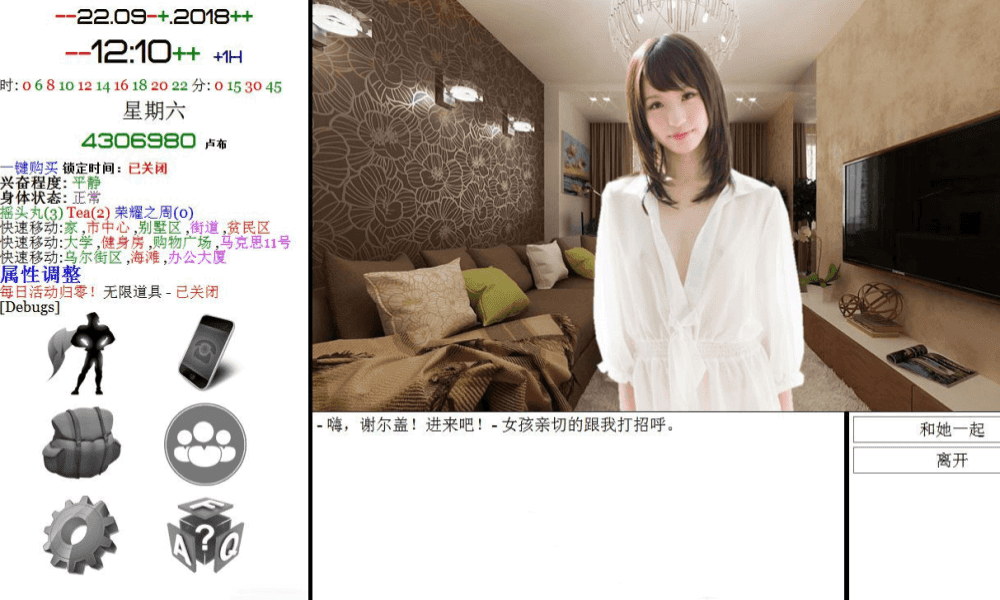 --22.09-+.2018++
--12:10++ +1H
时: 0 6 8 10 12 14 16 18 20 22 分: 0 15 30 45
星期六
4306980 卢布
一键购买 锁定时间：已关闭
兴奋程度: 平静
身体状态: 正常
摇头丸(3) Tea(2) 荣耀之周(0)
快速移动:家 ,市中心 ,别墅区 ,街道 ,贫民区
快速移动:大学 ,健身房 ,购物广场 ,马克思11号
快速移动:乌尔街区 ,海滩 ,办公大厦
属性调整
每日活动归零！无限道具 - 已关闭
[Debugs]
F
A ? Q
- 嗨，谢尔盖！进来吧！- 女孩亲切的跟我打招呼。
和她一起
离开